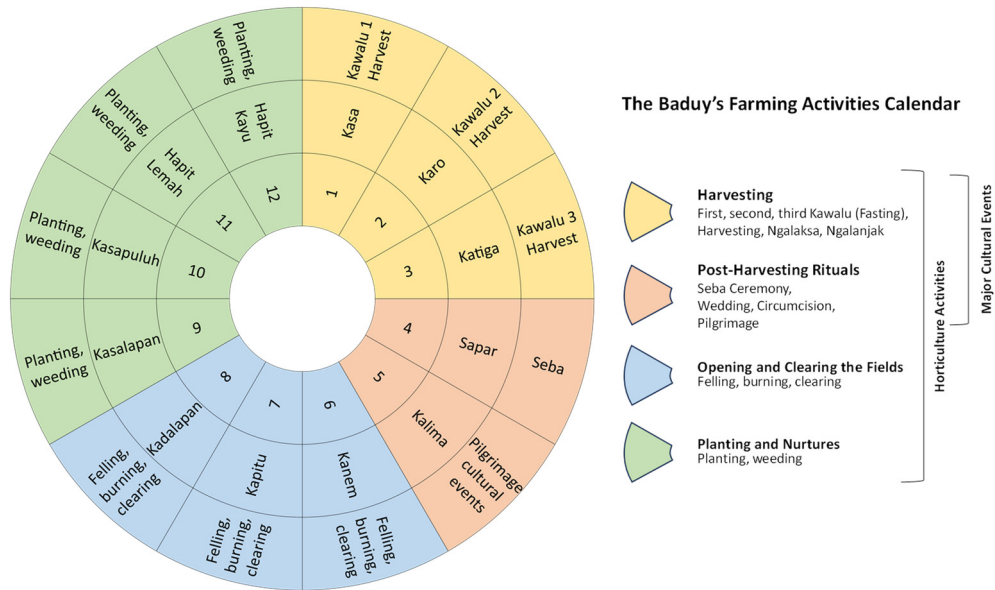 The Baduy's Farming Activities Calendar
Kawalu 1
Harvest
Kasa
1
Kawalu 2
Harvest
Karo
2
Kawalu 3
Harvest
Katiga
3
Seba
Sapar
4
Pilgrimage
cultural
events
Kalima
5
Felling,
burning,
clearing
Kanem
6
Felling,
burning,
clearing
Kapitu
7
Felling,
burning,
clearing
Kadalapan
8
Planting,
weeding
Kasalapan
9
Planting,
weeding
Kasapuluh
10
Planting,
weeding
Hapit
Lemah
11
Planting,
weeding
Hapit
Kayu
12
Harvesting
First, second, third Kawalu (Fasting),
Harvesting, Ngalaksa, Ngalanjak
Post-Harvesting Rituals
Seba Ceremony,
Wedding, Circumcision,
Pilgrimage
Opening and Clearing the Fields
Felling, burning, clearing
Planting and Nurtures
Planting, weeding
Horticulture Activities
Major Cultural Events